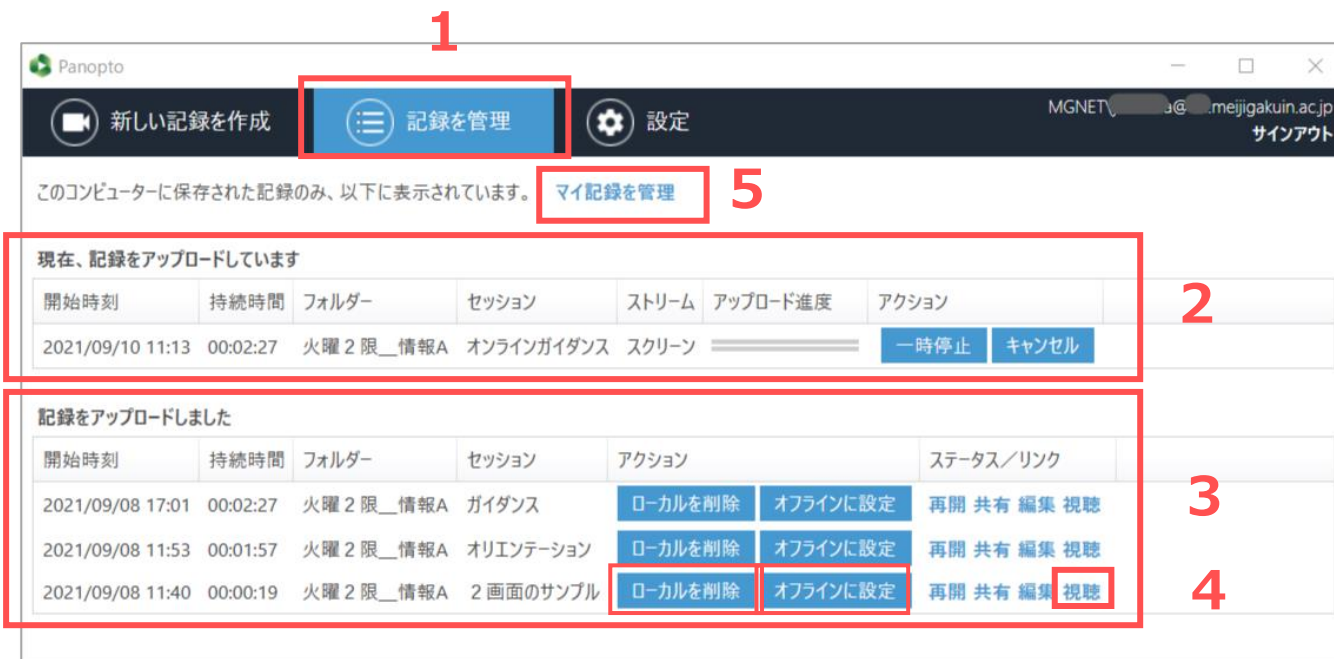 1
Panopto
新しい記録を作成 記録を管理 設定 MGNET\ a@ .meijigakuin.ac.jp
サインアウト
このコンピューターに保存された記録のみ、以下に表示されています。 マイ記録を管理 5
現在、記録をアップロードしています
開始時刻 持続時間 フォルダー セッション ストリーム アップロード進度 アクション 2
2021/09/10 11:13 00:02:27 火曜２限__情報A オンラインガイダンス スクリーン 一時停止 キャンセル
記録をアップロードしました
開始時刻 持続時間 フォルダー セッション アクション ステータス／リンク
2021/09/08 17:01 00:02:27 火曜２限__情報A ガイダンス ローカルを削除 オフラインに設定 再開 共有 編集 視聴 3
2021/09/08 11:53 00:01:57 火曜２限__情報A オリエンテーション ローカルを削除 オフラインに設定 再開 共有 編集 視聴
2021/09/08 11:40 00:00:19 火曜２限__情報A ２画面のサンプル ローカルを削除 オフラインに設定 再開 共有 編集 視聴 4